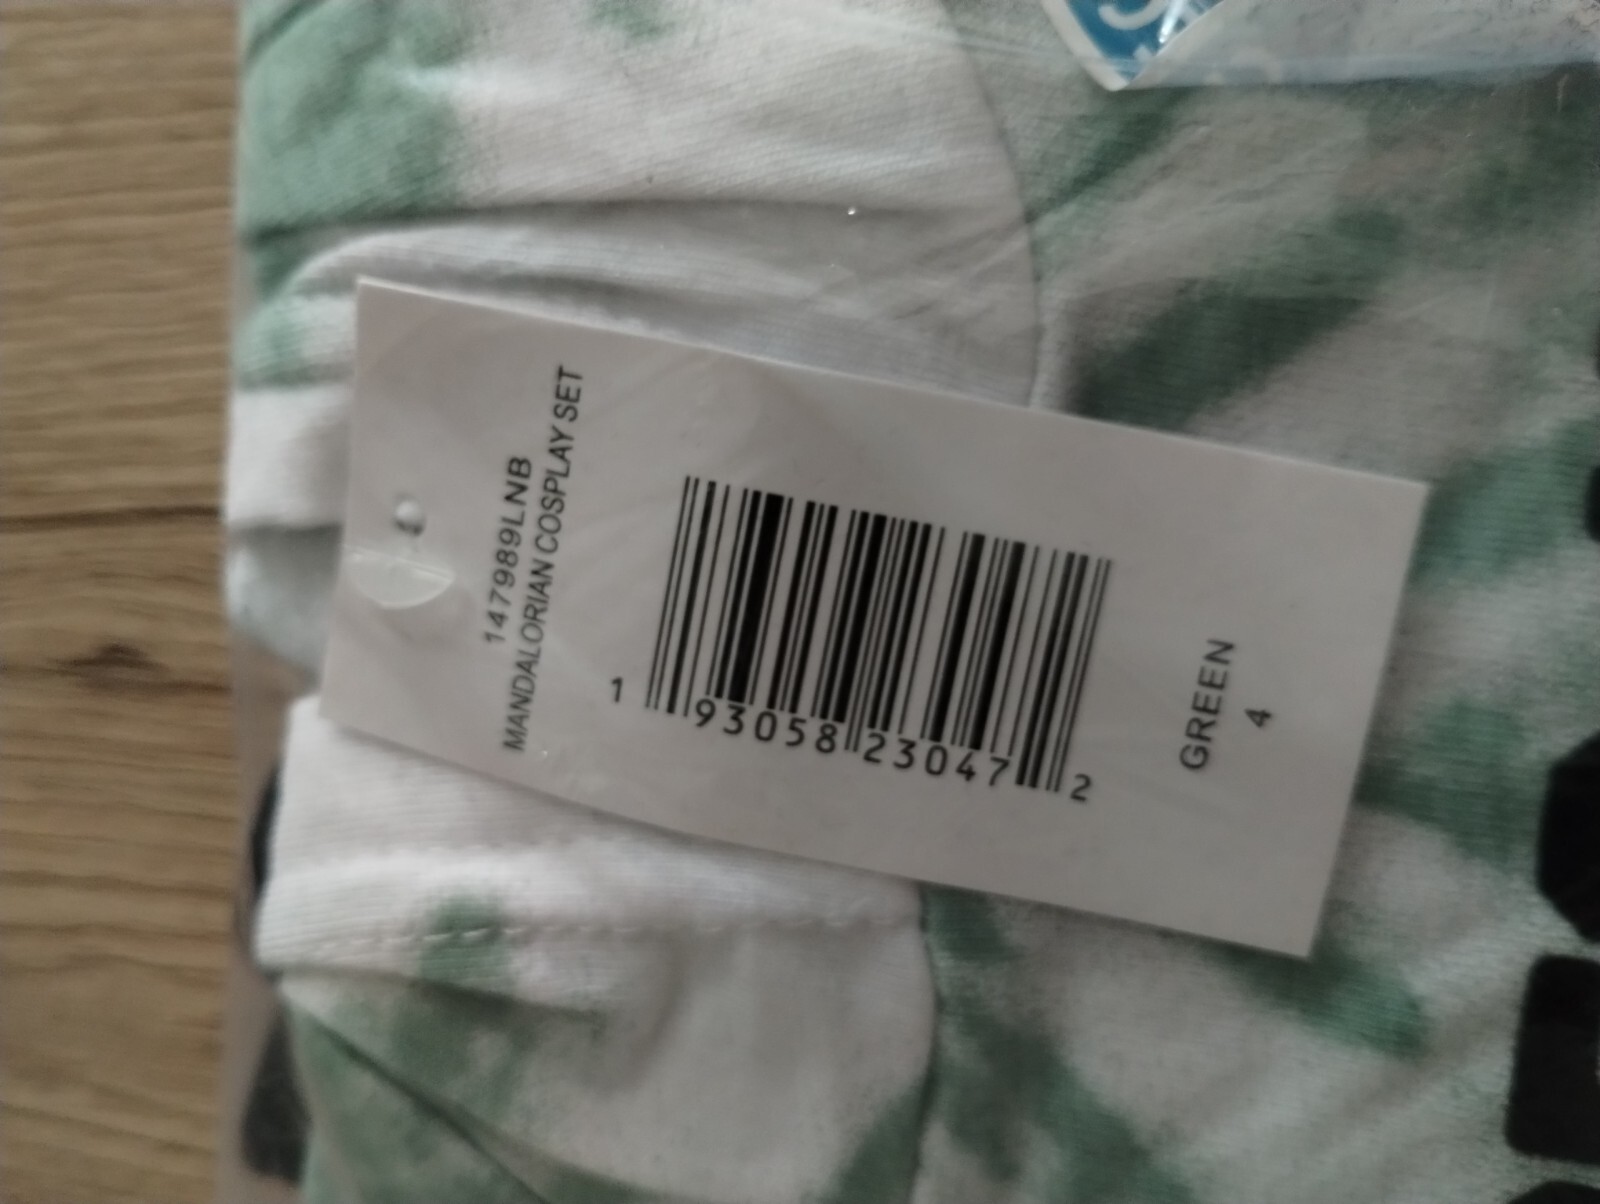 147989LNB
MANDALORIAN COSPLAY SET
1 93058 23047 2
GREEN
4